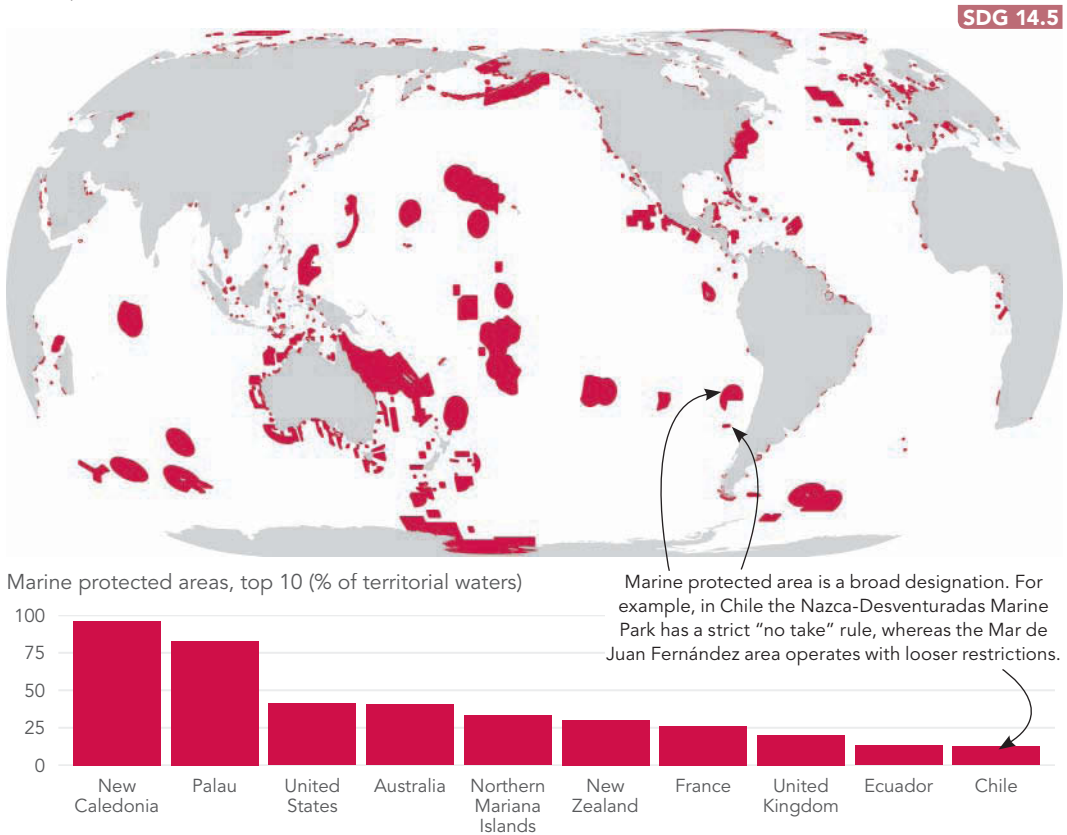 SDG 14.5
Marine protected areas, top 10 (% of territorial waters)
Marine protected area is a broad designation. For
example, in Chile the Nazca-Desventuradas Marine
Park has a strict “no take” rule, whereas the Mar de
Juan Fernández area operates with looser restrictions.
100
75
50
25
0
New
Caledonia
Palau
United
States
Australia
Northern
Mariana
Islands
New
Zealand
France
United
Kingdom
Ecuador
Chile